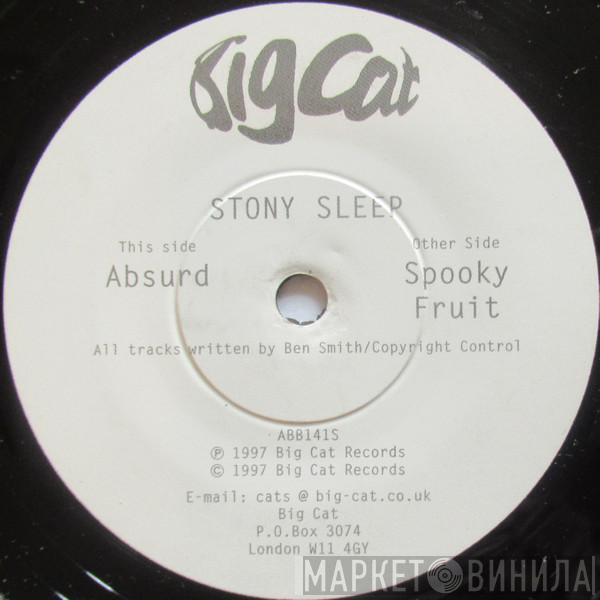 Big Cat
STONY SLEEP
This side
Absurd
Other Side
Spooky
Fruit
All tracks written by Ben Smith/Copyright Control
ABB141S
℗ 1997 Big Cat Records
© 1997 Big Cat Records
E-mail: cats @ big-cat.co.uk
Big Cat
P.O.Box 3074
London W11 4GY
МАРКЕТ ВИНИЛА